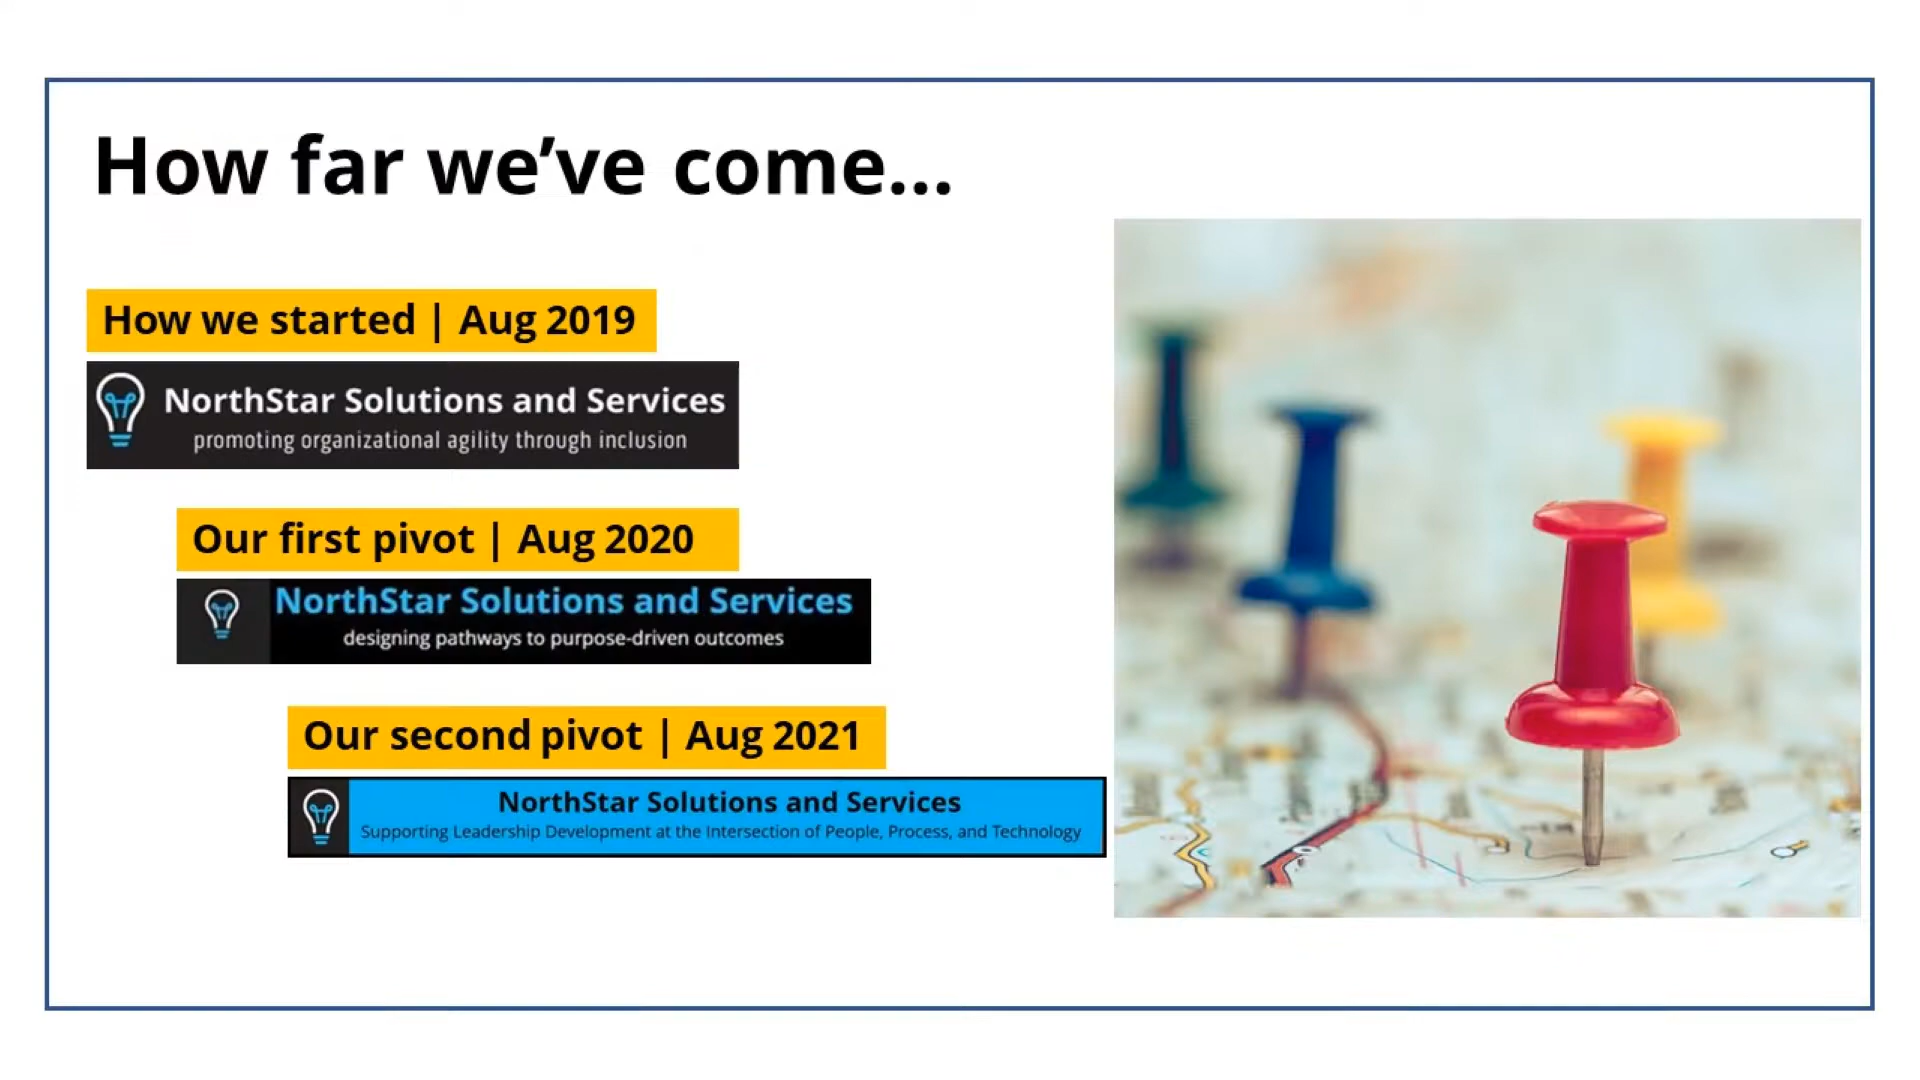 How far we’ve come...
How we started | Aug 2019
NorthStar Solutions and Services
promoting organizational agility through inclusion
Our first pivot | Aug 2020
NorthStar Solutions and Services
designing pathways to purpose-driven outcomes
Our second pivot | Aug 2021
NorthStar Solutions and Services
Supporting Leadership Development at the Intersection of People, Process, and Technology